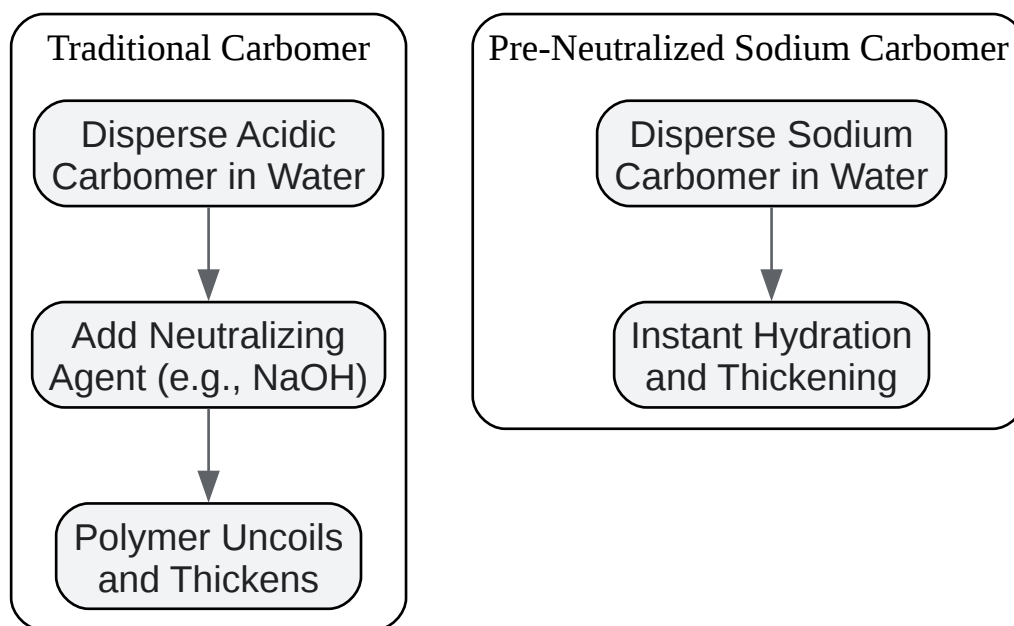 Traditional Carbomer
Disperse Acidic
Carbomer in Water
Add Neutralizing
Agent (e.g., NaOH)
Polymer Uncoils
and Thickens
Pre-Neutralized Sodium Carbomer
Disperse Sodium
Carbomer in Water
Instant Hydration
and Thickening